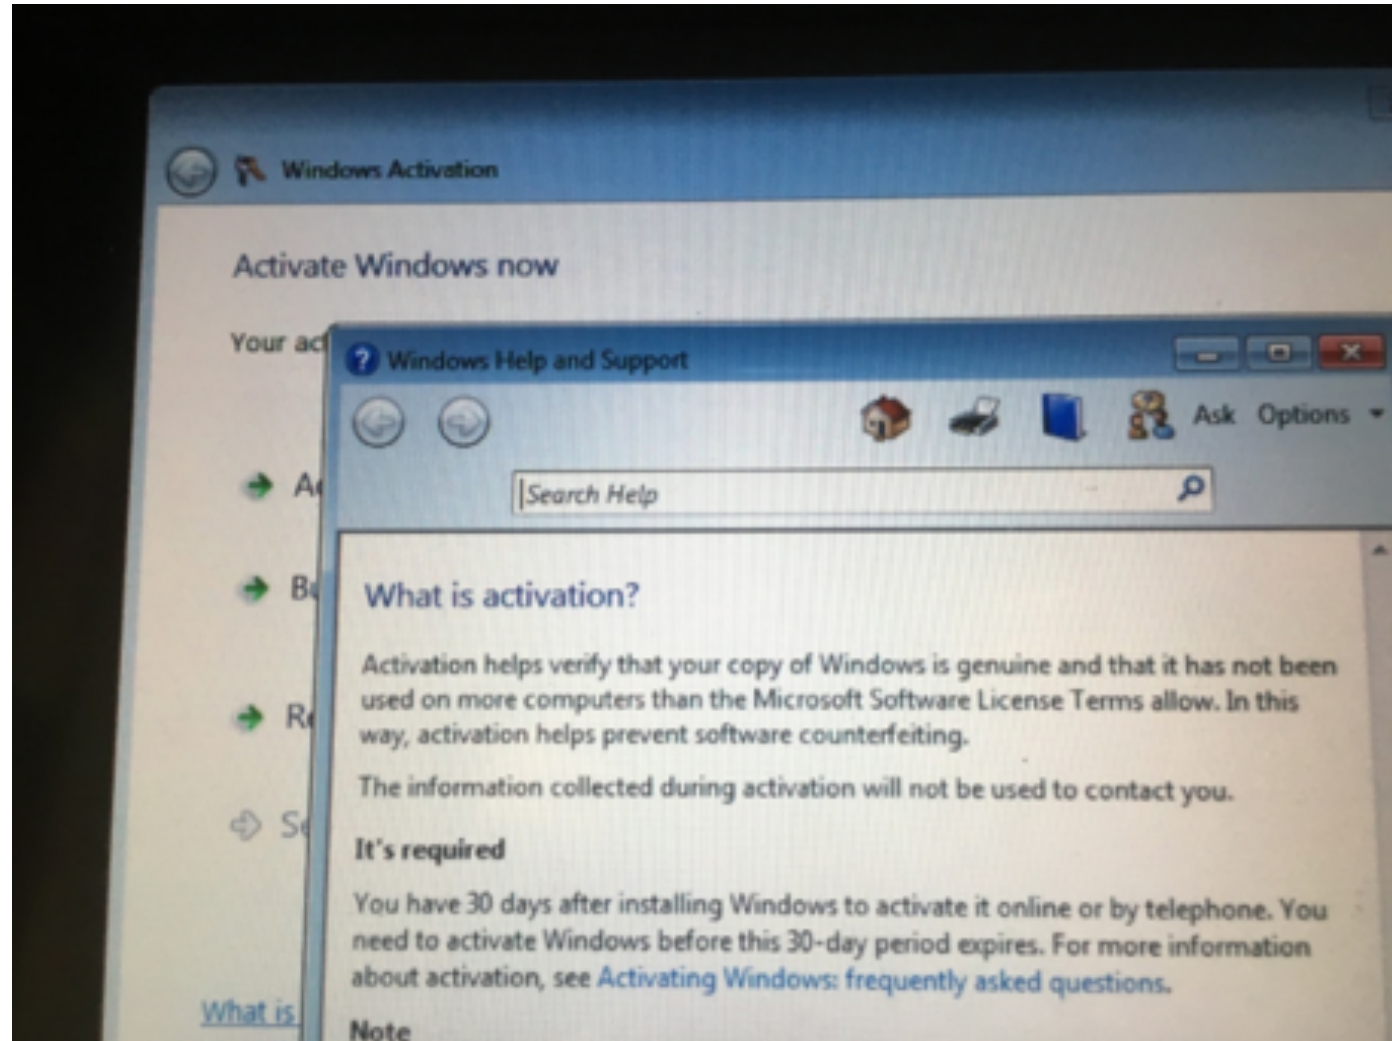 Windows Activation
Activate Windows now
Your act
Windows Help and Support
Ask Options
A
Search Help
B
What is activation?
Activation helps verify that your copy of Windows is genuine and that it has not been
used on more computers than the Microsoft Software License Terms allow. In this
R
way, activation helps prevent software counterfeiting.
The information collected during activation will not be used to contact you.
S
It's required
You have 30 days after installing Windows to activate it online or by telephone. You
need to activate Windows before this 30-day period expires. For more information
about activation, see Activating Windows: frequently asked questions.
What is
Note